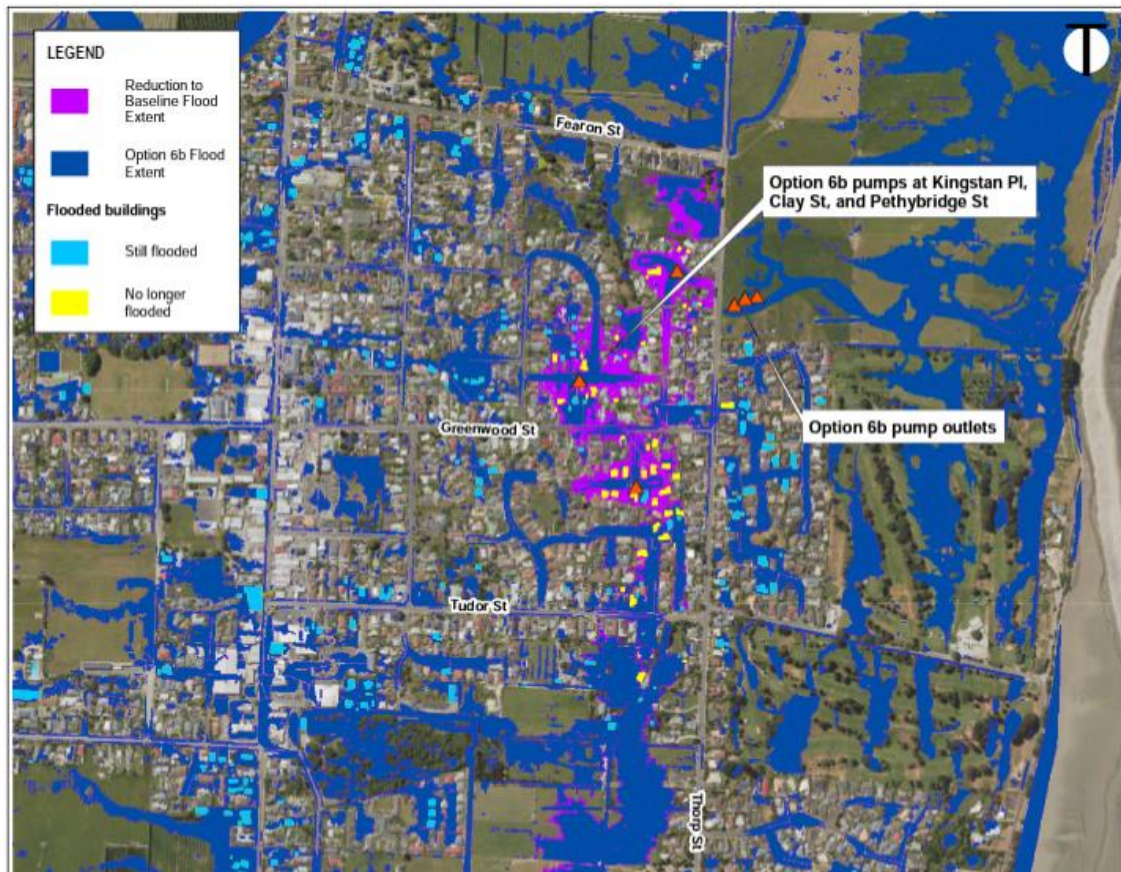 LEGEND
Reduction to
Baseline Flood
Extent
Option 6b Flood
Extent
Flooded buildings
Still flooded
No longer
flooded
Fearon St
Option 6b pumps at Kingstan Pl,
Clay St, and Pethybridge St
Option 6b pump outlets
Greenwood St
Tudor St
Thorp St